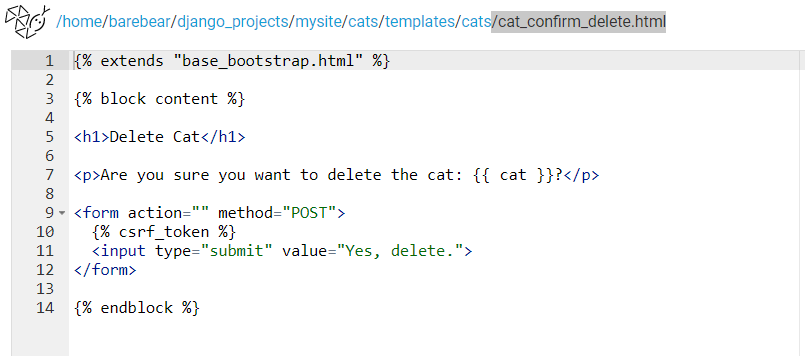 /home/barebear/django_projects/mysite/cats/templates/cats/cat_confirm_delete.html
1 {% extends "base_bootstrap.html" %}
2
3 {% block content %}
4
5 <h1>Delete Cat</h1>
6
7 <p>Are you sure you want to delete the cat: {{ cat }}?</p>
8
9 <form action="" method="POST">
10   {% csrf_token %}
11   <input type="submit" value="Yes, delete.">
12 </form>
13
14 {% endblock %}